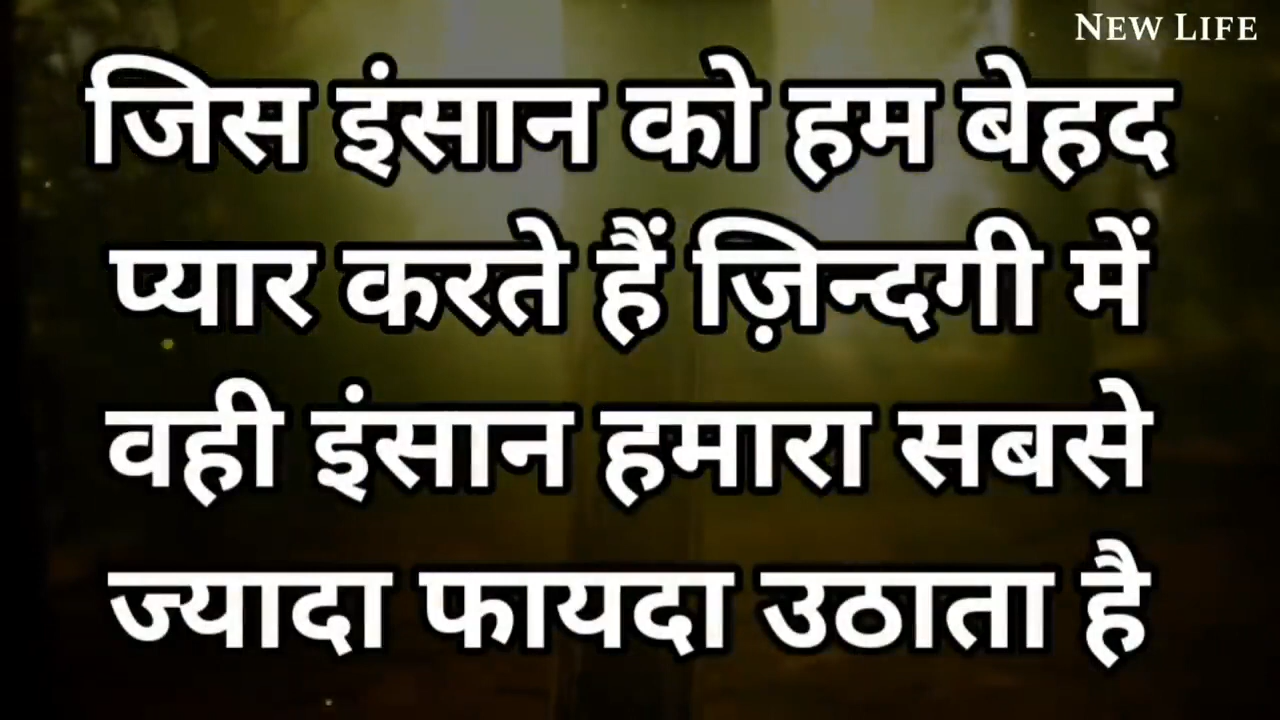 NEW LIFE
जिस इंसान को हम बेहद
प्यार करते हैं ज़िन्दगी में
वही इंसान हमारा सबसे
ज्यादा फायदा उठाता है